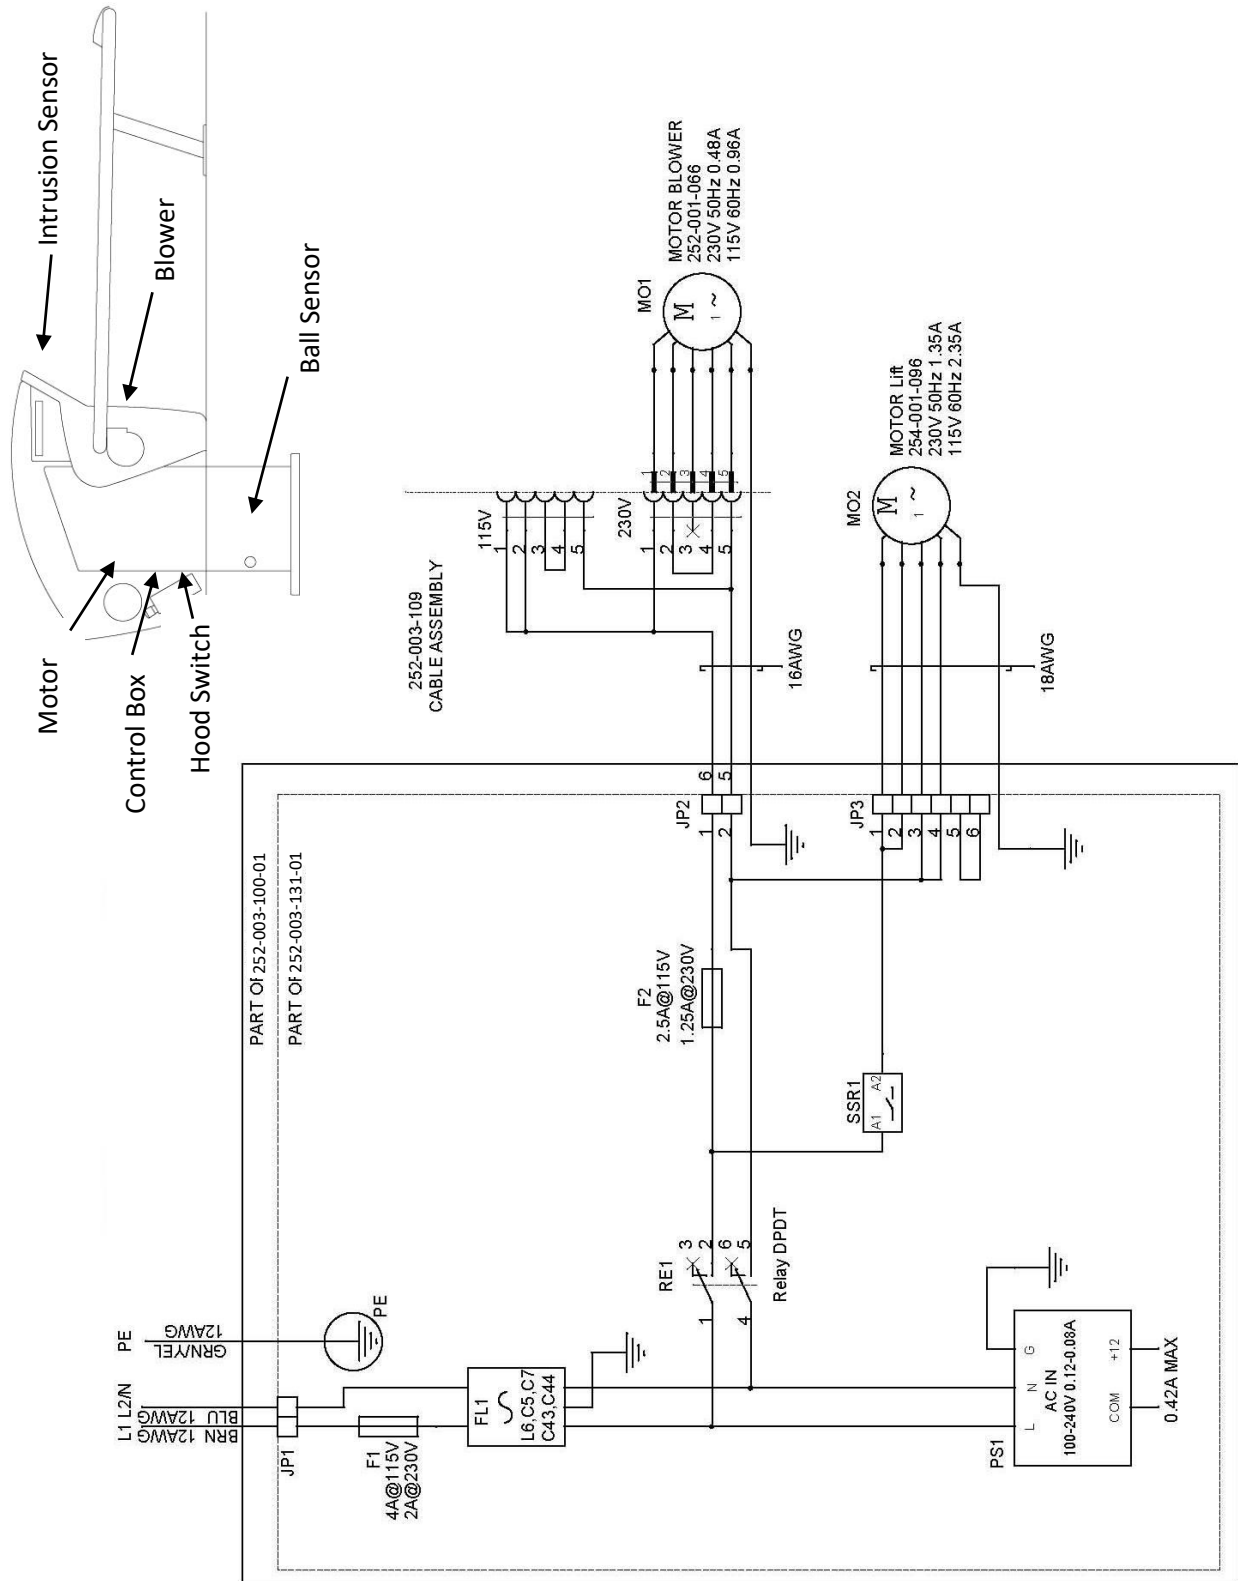 Motor
Control Box
Hood Switch
Intrusion Sensor
Blower
Ball Sensor
PART OF 252-003-100-01
PART OF 252-003-131-01
PE
L1 L2/N
GRN/YEL
12AWG
BLU 12AWG
BRN 12AWG
JP1
F1
4A@115V
2A@230V
PE
FL1
L6,C5,C7
C43,C44
RE1
3
2
6
5
1
4
Relay DPDT
PS1
L
N
G
AC IN
100-240V 0.12-0.08A
COM
+12
0.42A MAX
F2
2.5A@115V
1.25A@230V
SSR1
A1
A2
JP2
1
2
6
5
JP3
1
2
3
4
5
6
252-003-109
CABLE ASSEMBLY
115V
1
2
3
4
5
230V
1
2
3
4
5
1
2
3
4
5
16AWG
18AWG
MO1
M
1 ~
MOTOR BLOWER
252-001-066
230V 50Hz 0.48A
115V 60Hz 0.96A
MO2
M
1 ~
MOTOR Lift
254-001-096
230V 50Hz 1.35A
115V 60Hz 2.35A